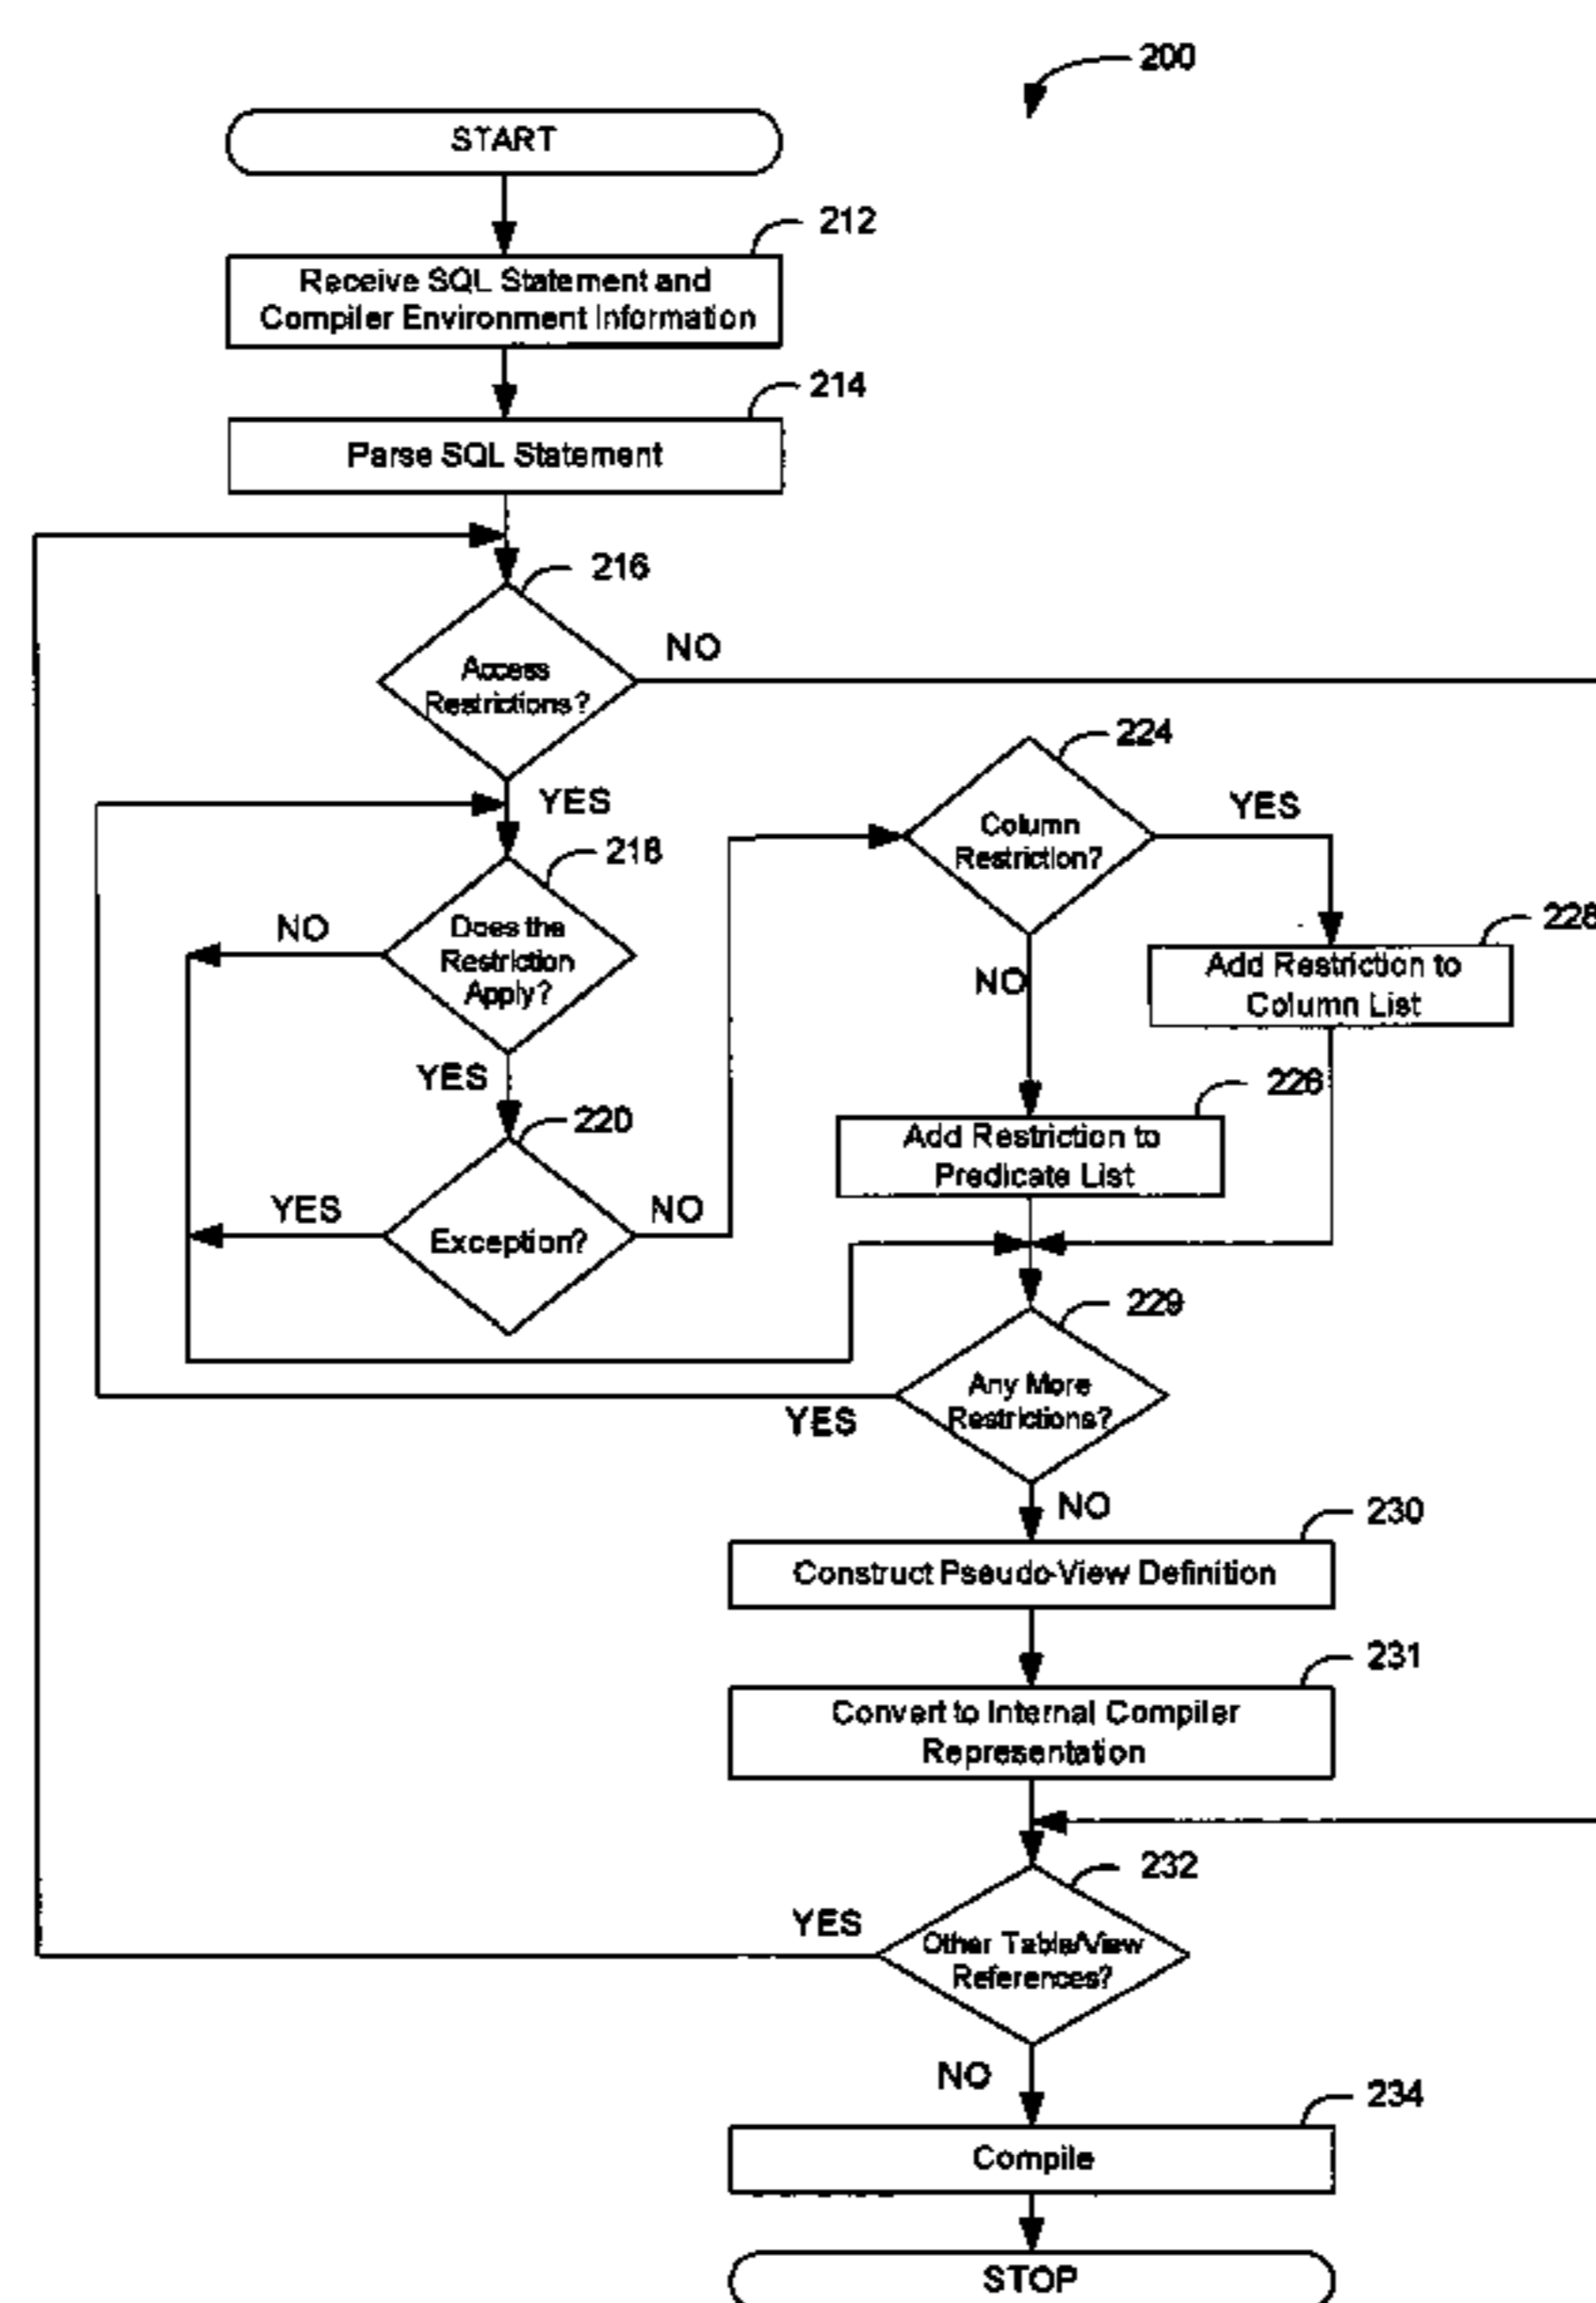 200
START
212
Receive SQL Statement and
Compiler Environment Information
214
Parse SQL Statement
216
NO
Access
Restrictions?
224
YES
YES
Column
Restriction?
218
228
NO
Does the
Restriction
Apply?
Add Restriction to
Column List
NO
YES
226
220
Add Restriction to
Predicate List
YES
NO
Exception?
229
Any More
Restrictions?
YES
NO
230
Construct Pseudo-View Definition
231
Convert to Internal Compiler
Representation
232
YES
Other Table/View
References?
NO
234
Compile
STOP